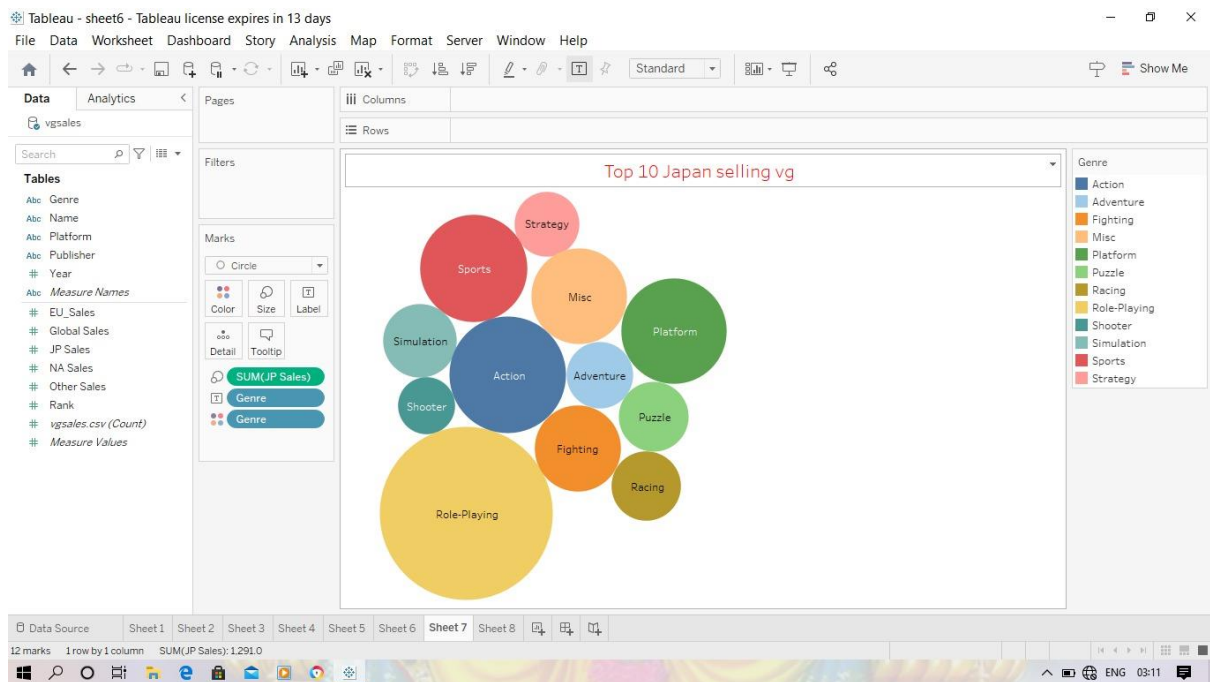 Tableau - sheet6 - Tableau license expires in 13 days
File Data Worksheet Dashboard Story Analysis Map Format Server Window Help
Standard
Show Me
Data Analytics
vgsales
Search
Tables
Abc Genre
Abc Name
Abc Platform
Abc Publisher
# Year
Abc Measure Names
# EU_Sales
# Global Sales
# JP Sales
# NA Sales
# Other Sales
# Rank
# vgsales.csv (Count)
# Measure Values
Pages
Filters
Marks
Circle
Color Size Label
Detail Tooltip
SUM(JP Sales)
Genre
Genre
Columns
Rows
Top 10 Japan selling vg
Strategy
Sports
Misc
Platform
Simulation
Action
Adventure
Shooter
Puzzle
Fighting
Racing
Role-Playing
Genre
Action
Adventure
Fighting
Misc
Platform
Puzzle
Racing
Role-Playing
Shooter
Simulation
Sports
Strategy
Data Source Sheet 1 Sheet 2 Sheet 3 Sheet 4 Sheet 5 Sheet 6 Sheet 7 Sheet 8
12 marks 1 row by 1 column SUM(JP Sales): 1,291.0
ENG 03:11